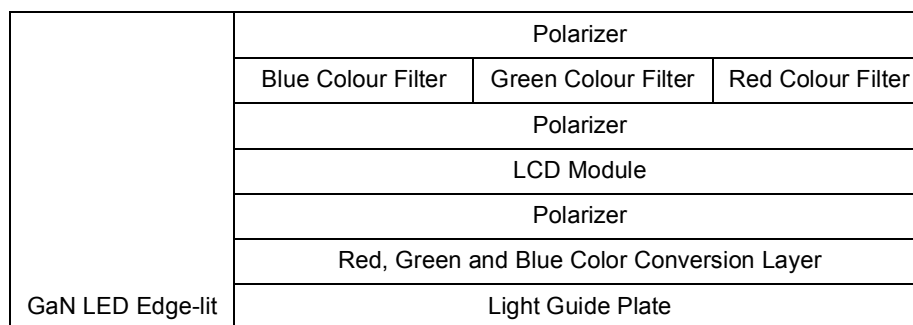 Polarizer
Blue Colour Filter Green Colour Filter Red Colour Filter
Polarizer
LCD Module
Polarizer
Red, Green and Blue Color Conversion Layer
GaN LED Edge-lit Light Guide Plate